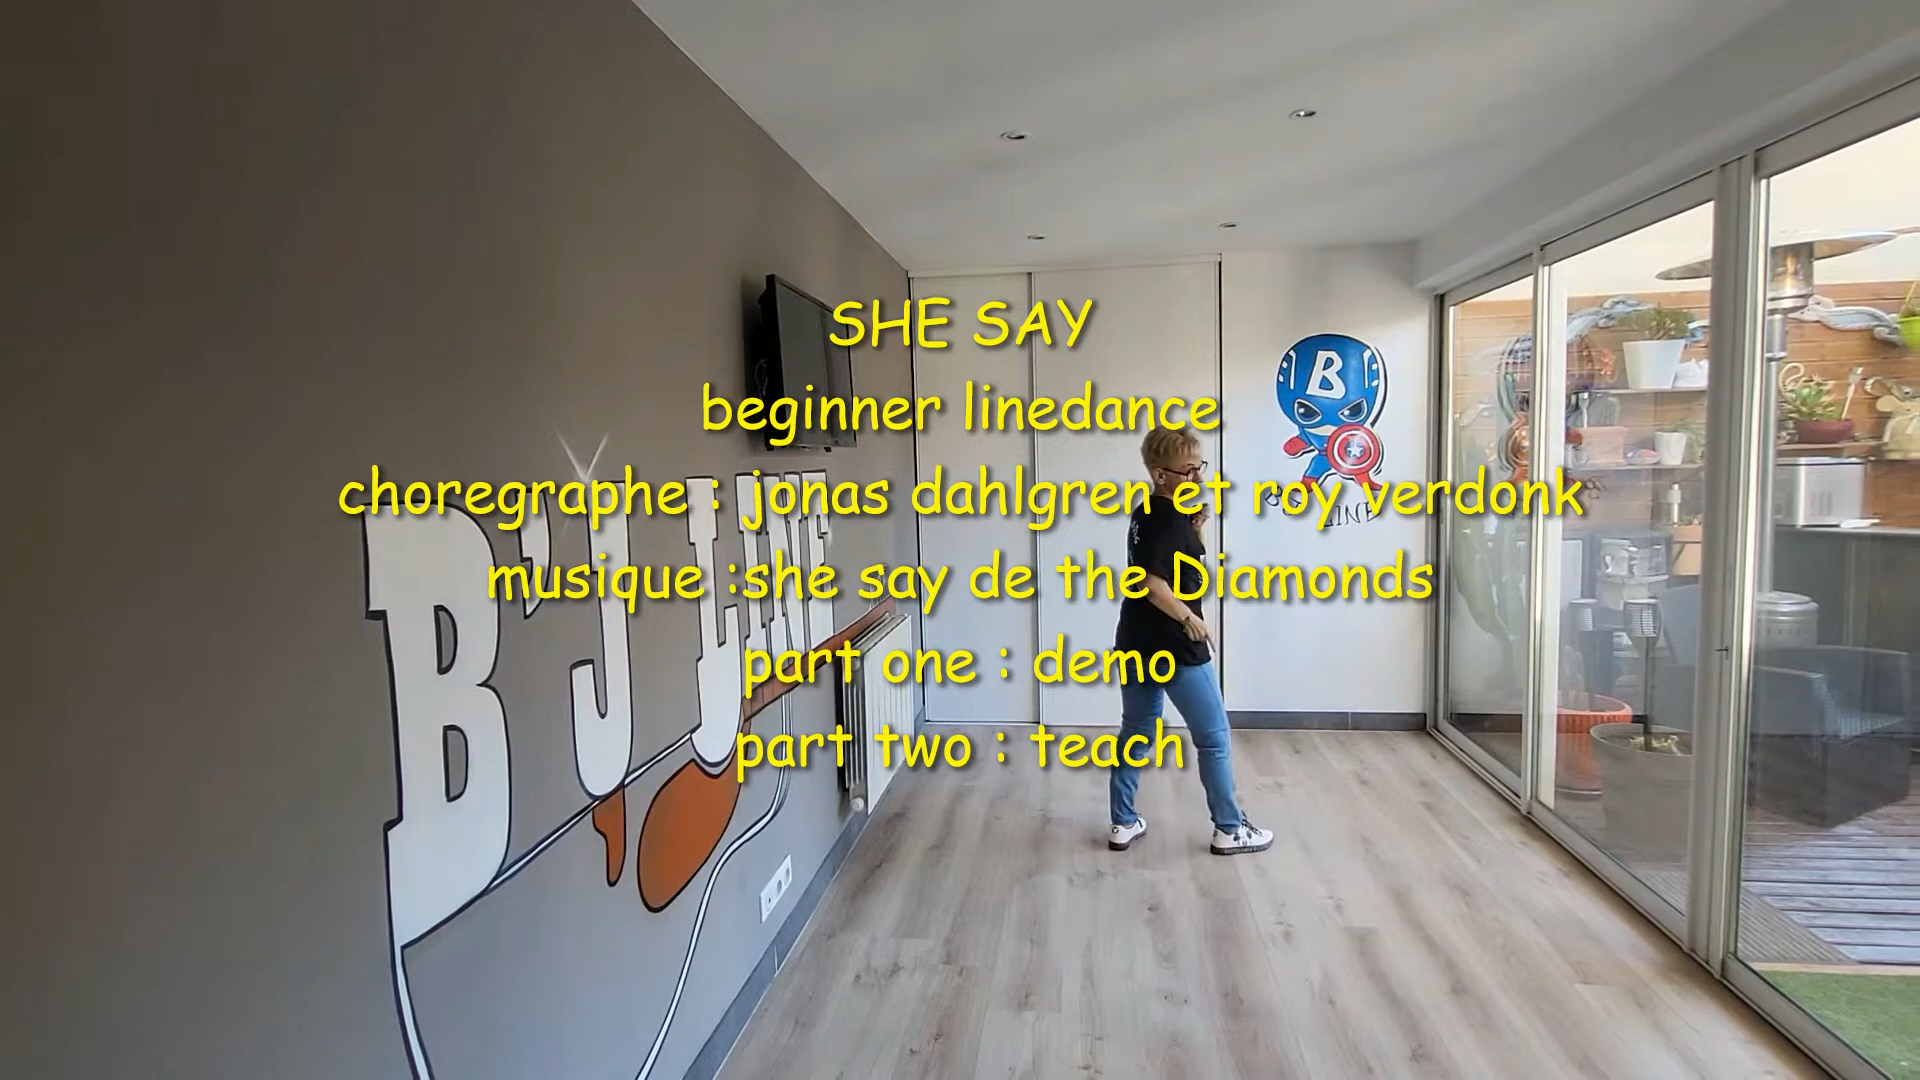 SHE SAY
beginner linedance
choregraphe : jonas dahlgren et roy verdonk
musique :she say de the Diamonds
part one : demo
part two : teach
B'J LINE
B